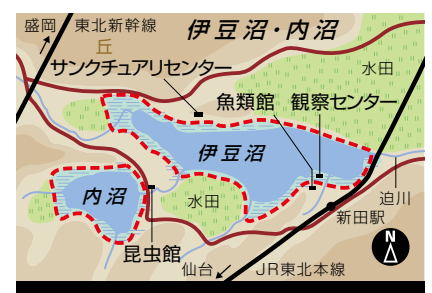 盛岡
東北新幹線
伊豆沼・内沼
丘
サンクチュアリセンター
水田
魚類館
観察センター
伊豆沼
内沼
水田
迫川
新田駅
昆虫館
仙台
JR東北本線
N